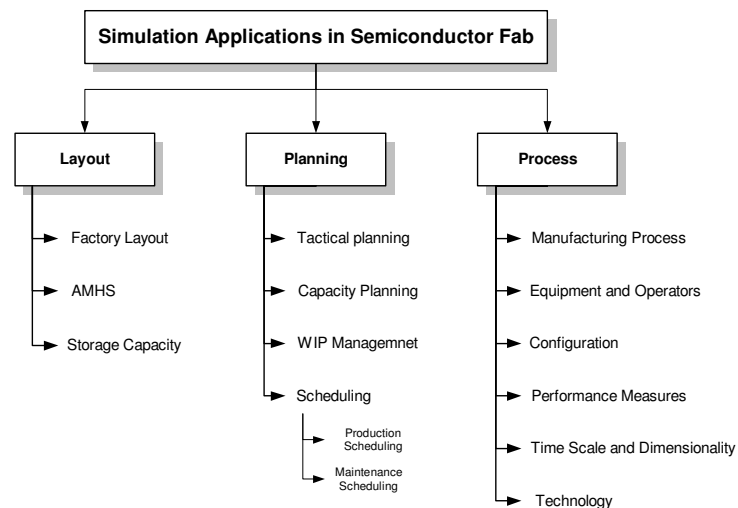 Simulation Applications in Semiconductor Fab
Layout
Factory Layout
AMHS
Storage Capacity
Planning
Tactical planning
Capacity Planning
WIP Managemnet
Scheduling
Production
Scheduling
Maintenance
Scheduling
Process
Manufacturing Process
Equipment and Operators
Configuration
Performance Measures
Time Scale and Dimensionality
Technology